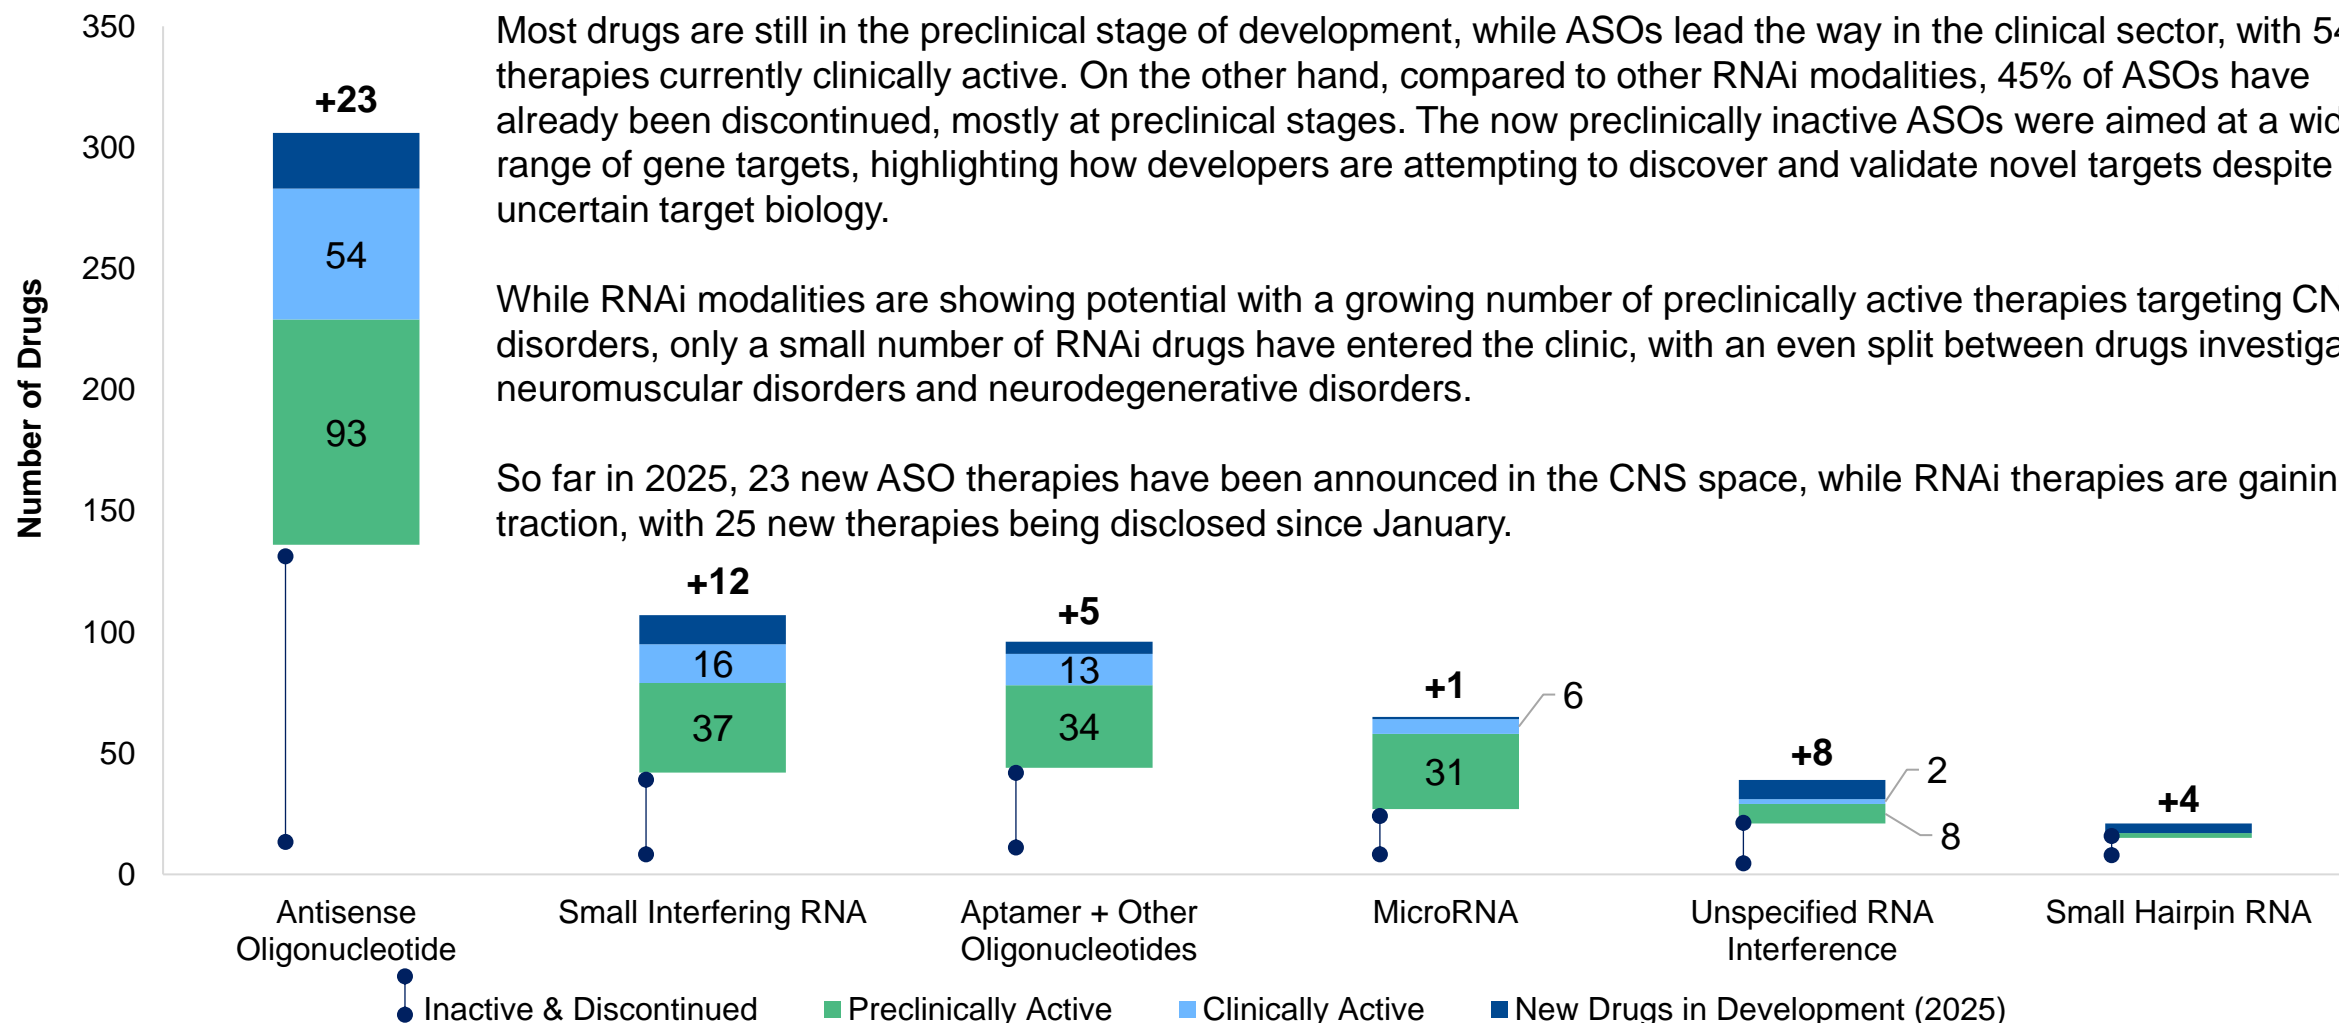 Most drugs are still in the preclinical stage of development, while ASOs lead the way in the clinical sector, with 54
therapies currently clinically active. On the other hand, compared to other RNAi modalities, 45% of ASOs have
already been discontinued, mostly at preclinical stages. The now preclinically inactive ASOs were aimed at a
range of gene targets, highlighting how developers are attempting to discover and validate novel targets despite
uncertain target biology.
While RNAi modalities are showing potential with a growing number of preclinically active therapies targeting
disorders, only a small number of RNAi drugs have entered the clinic, with an even split between drugs
neuromuscular disorders and neurodegenerative disorders.
So far in 2025, 23 new ASO therapies have been announced in the CNS space, while RNAi therapies are
traction, with 25 new therapies being disclosed since January.
Number of Drugs
350
300
250
200
150
100
50
0
+23
54
93
+12
16
37
+5
13
34
+1
6
31
+8
2
8
+4
Antisense
Oligonucleotide
Small Interfering RNA
Aptamer + Other
Oligonucleotides
MicroRNA
Unspecified RNA
Interference
Small Hairpin RNA
Inactive & Discontinued
Preclinically Active
Clinically Active
New Drugs in Development (2025)